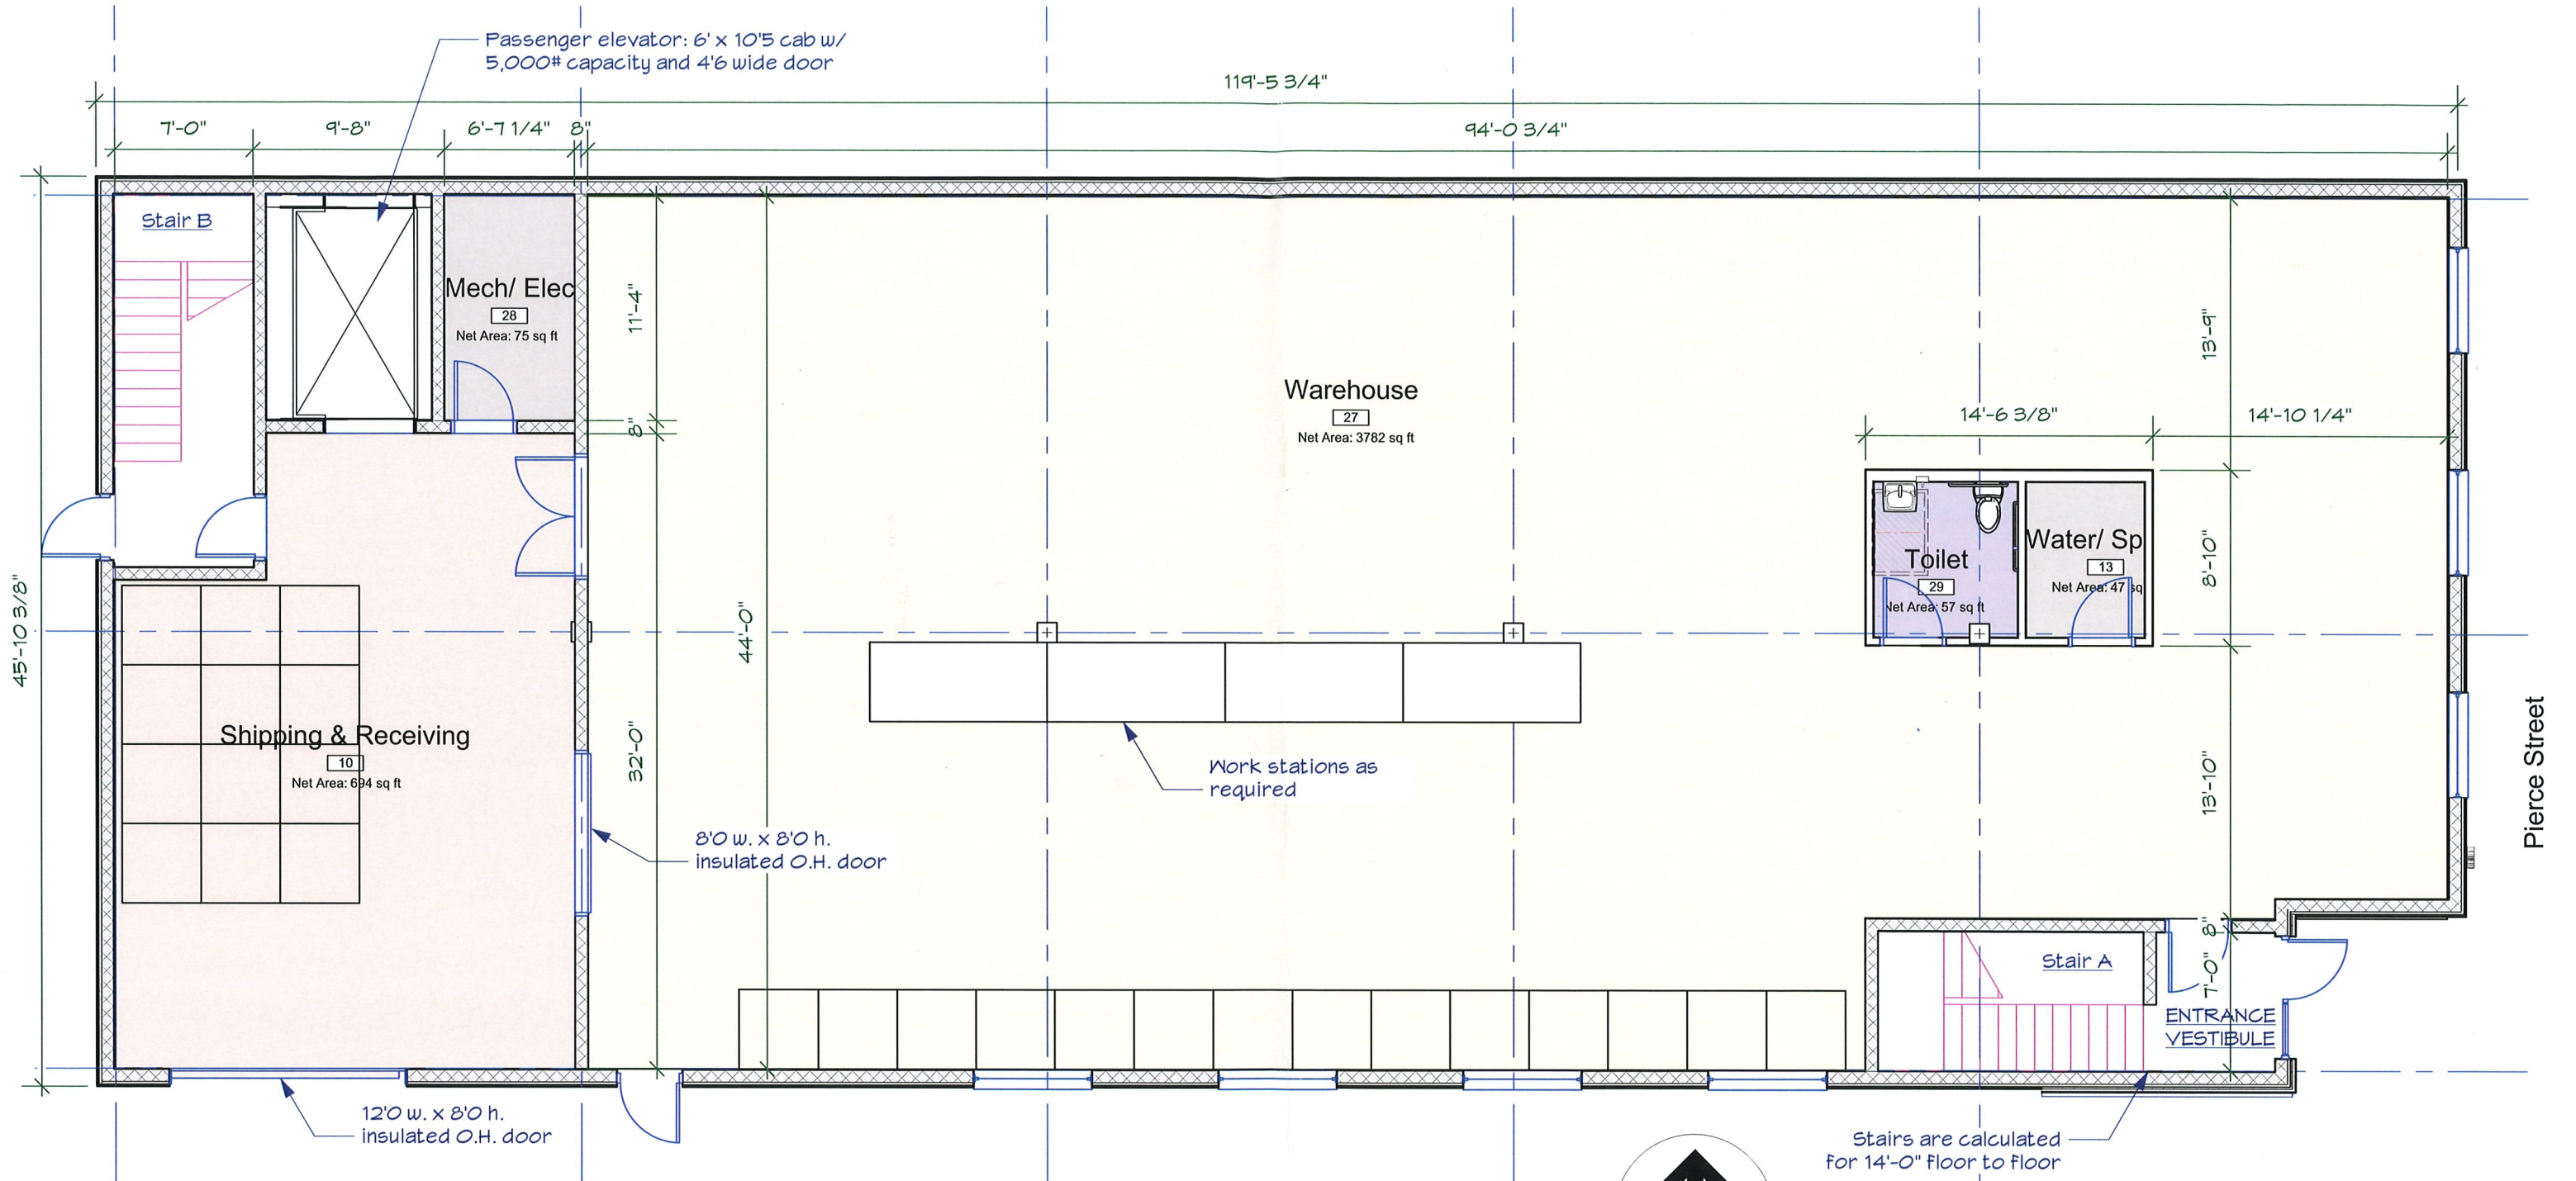 Passenger elevator: 6' x 10'5 cab w/
5,000# capacity and 4'6 wide door
119'-5 3/4"
7'-0"
9'-8"
6'-7 1/4"
8"
94'-0 3/4"
Stair B
Mech/ Elec
28
Net Area: 75 sq ft
11'-4"
8"
Warehouse
27
Net Area: 3782 sq ft
13'-9"
14'-6 3/8"
14'-10 1/4"
Toilet
29
Net Area: 57 sq ft
Water/ Sp
13
Net Area: 47 sq
8'-10"
45'-10 3/8"
44'-0"
32'-0"
Shipping & Receiving
10
Net Area: 694 sq ft
Work stations as
required
8'0 w. x 8'0 h.
insulated O.H. door
13'-10"
Pierce Street
8"
7'-0"
Stair A
ENTRANCE
VESTIBULE
12'0 w. x 8'0 h.
insulated O.H. door
Stairs are calculated
for 14'-0" floor to floor